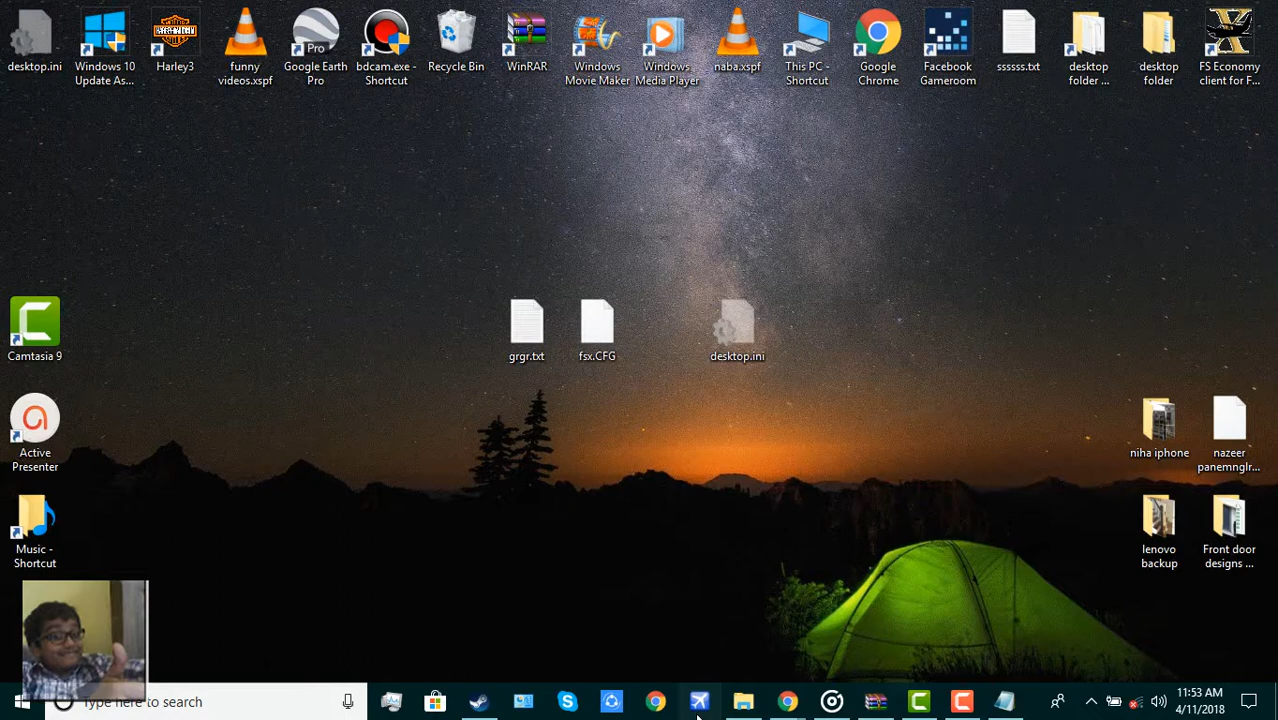 desktop.ini
Windows 10
Update As...
HARLEY
Harley3
funny
videos.xspf
Pro
Google Earth
Pro
bdcam.exe -
Shortcut
Recycle Bin
WinRAR
Windows
Movie Maker
Windows
Media Player
naba.xspf
This PC -
Shortcut
Google
Chrome
Facebook
Gameroom
ssssss.txt
desktop
folder ...
desktop
folder
FS Economy
client for F...
Camtasia 9
grgr.txt
fsx.CFG
desktop.ini
Active
Presenter
niha iphone
nazeer
panemnglr...
Music -
Shortcut
lenovo
backup
Front door
designs ...
Type here to search
11:53 AM
4/11/2018